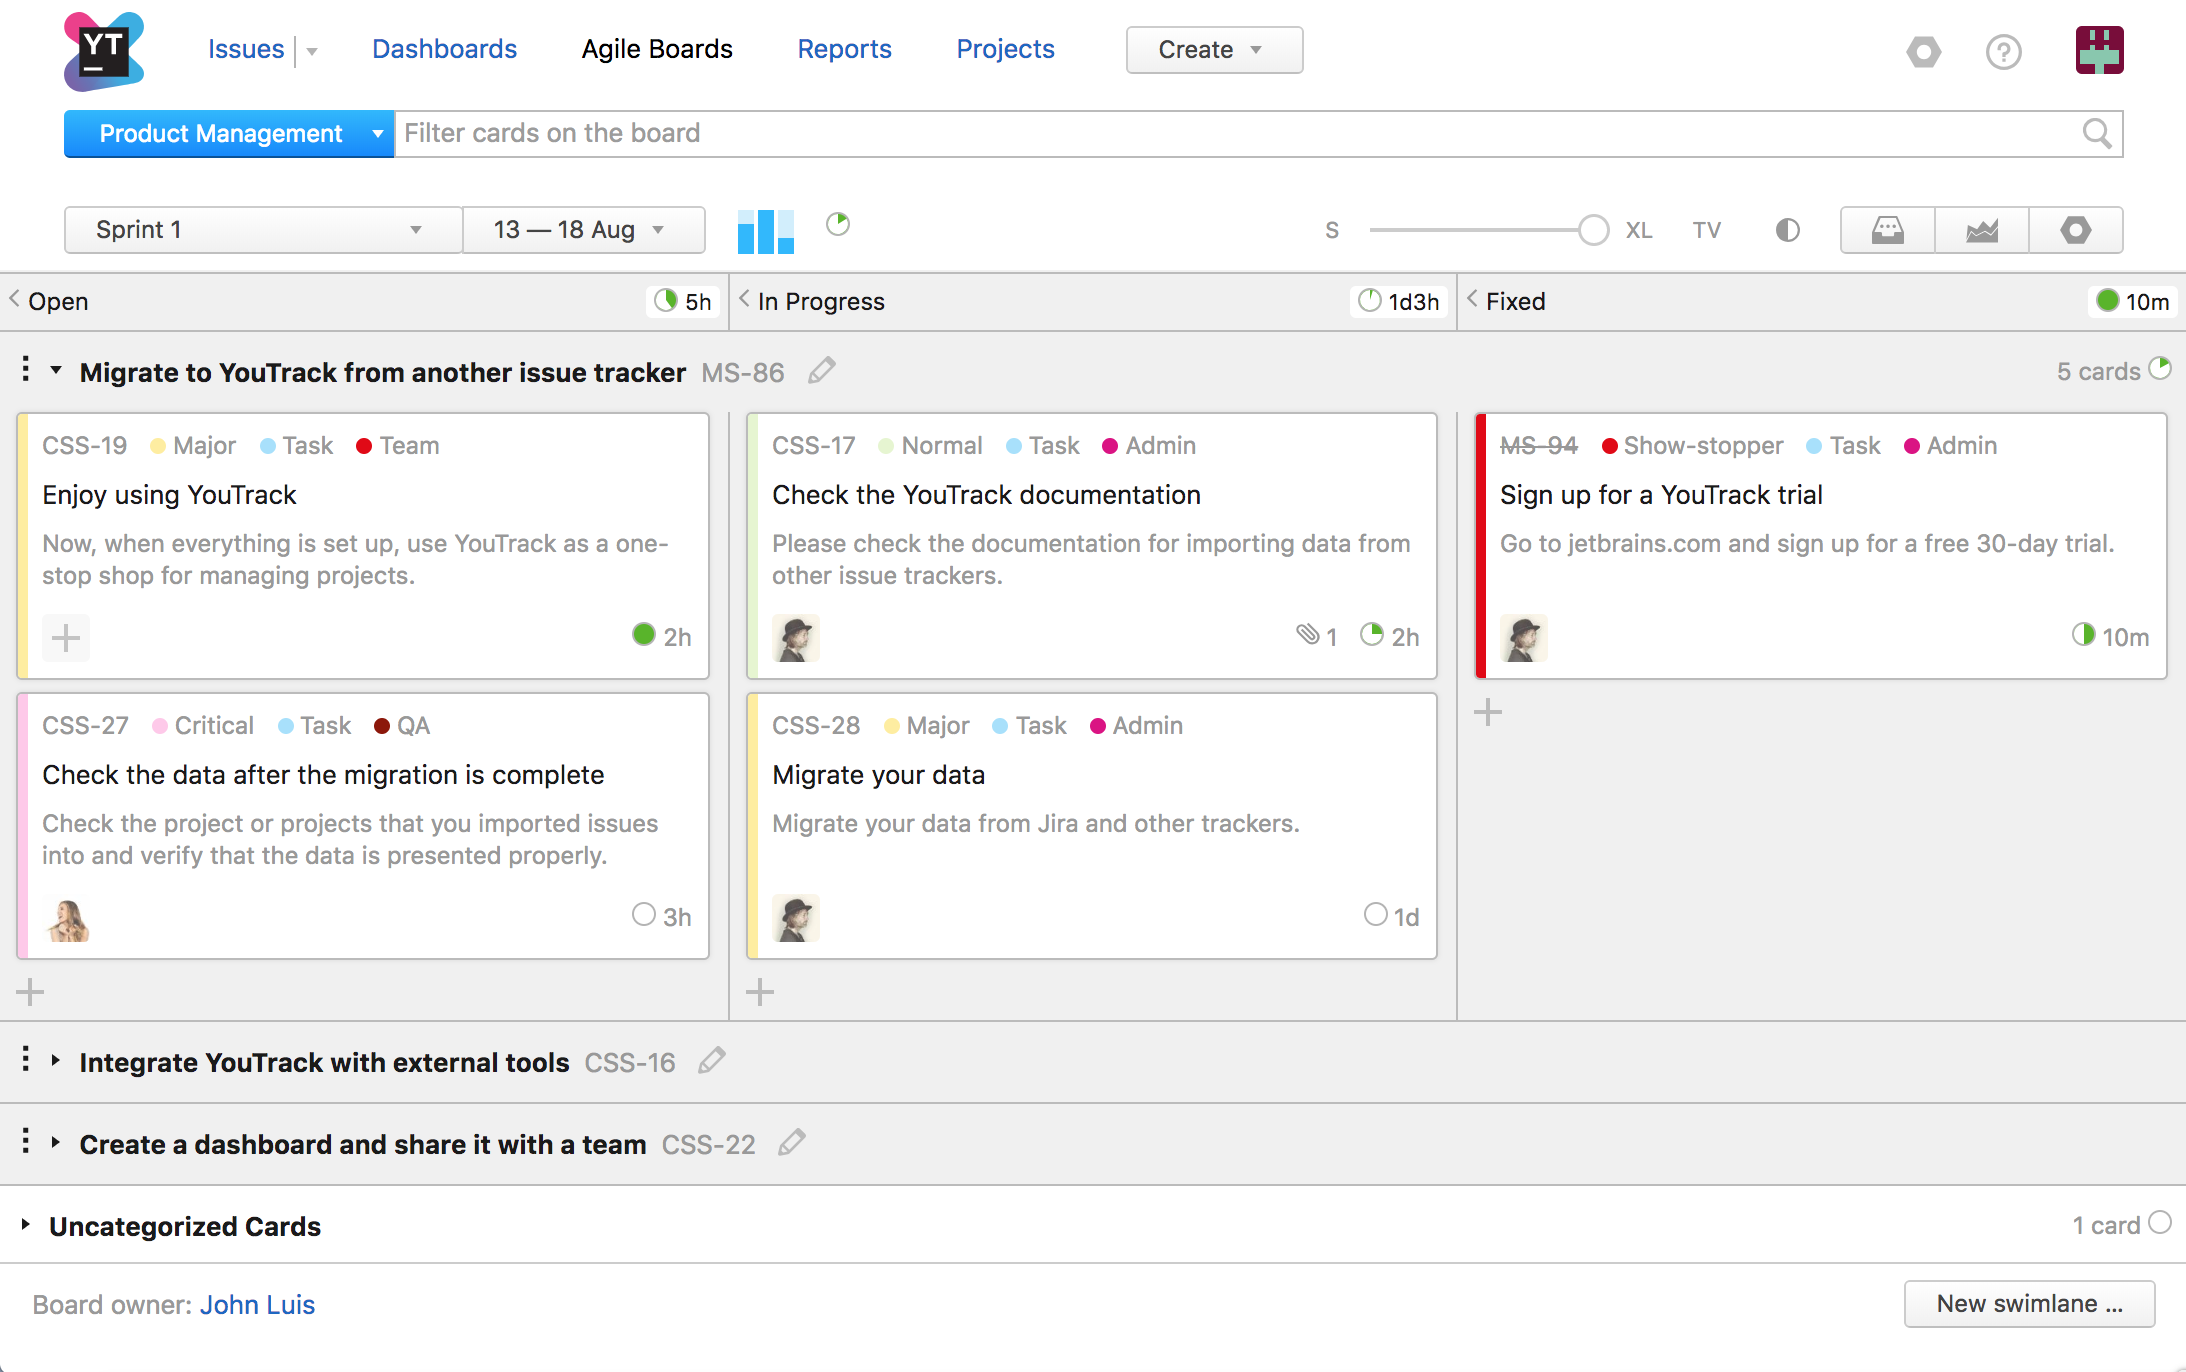 YT
Issues Dashboards Agile Boards Reports Projects Create
Product Management Filter cards on the board
Sprint 1 13 — 18 Aug S XL TV
Open 5h In Progress 1d3h Fixed 10m
Migrate to YouTrack from another issue tracker MS-86 5 cards
CSS-19 Major Task Team
Enjoy using YouTrack
Now, when everything is set up, use YouTrack as a one-
stop shop for managing projects.
2h
CSS-17 Normal Task Admin
Check the YouTrack documentation
Please check the documentation for importing data from
other issue trackers.
1 2h
MS-94 Show-stopper Task Admin
Sign up for a YouTrack trial
Go to jetbrains.com and sign up for a free 30-day trial.
10m
CSS-27 Critical Task QA
Check the data after the migration is complete
Check the project or projects that you imported issues
into and verify that the data is presented properly.
3h
CSS-28 Major Task Admin
Migrate your data
Migrate your data from Jira and other trackers.
1d
Integrate YouTrack with external tools CSS-16
Create a dashboard and share it with a team CSS-22
Uncategorized Cards 1 card
Board owner: John Luis New swimlane ...